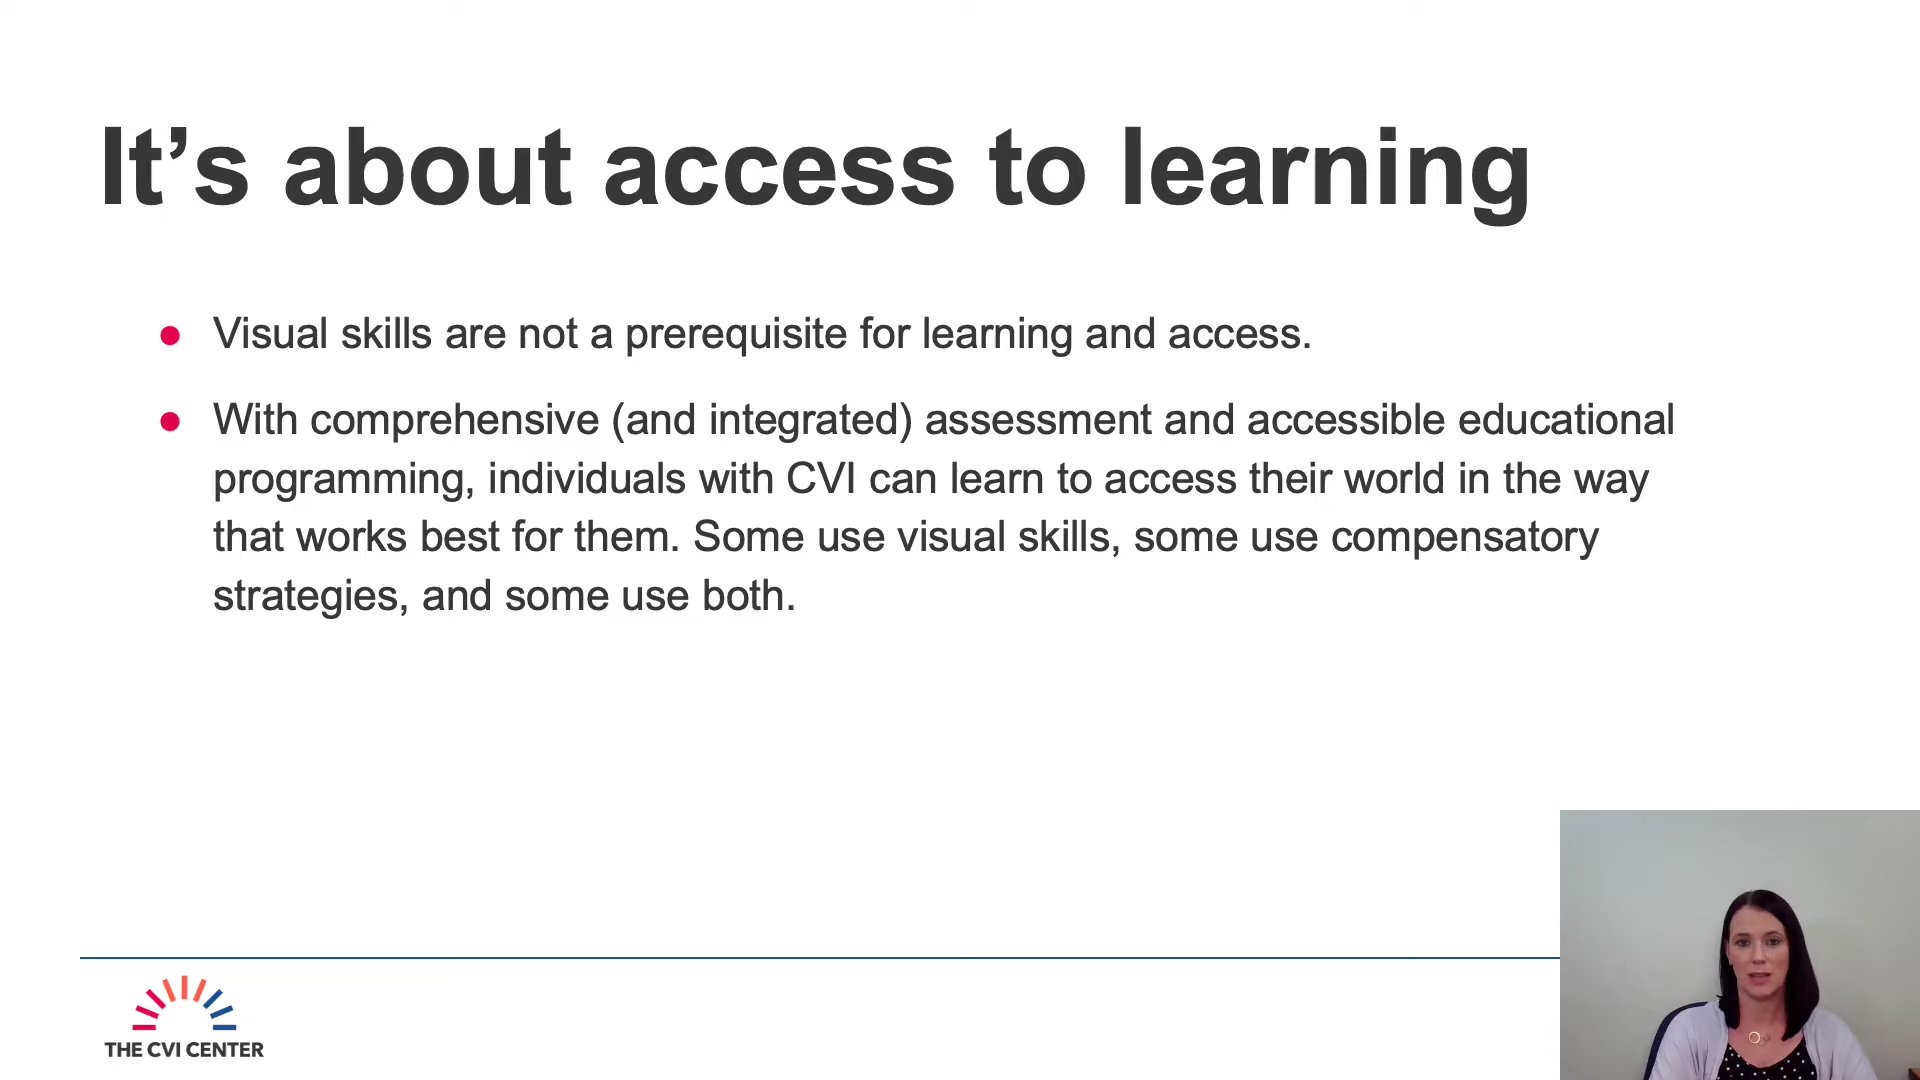 It’s about access to learning
● Visual skills are not a prerequisite for learning and access.
● With comprehensive (and integrated) assessment and accessible educational
programming, individuals with CVI can learn to access their world in the way
that works best for them. Some use visual skills, some use compensatory
strategies, and some use both.
THE CVI CENTER